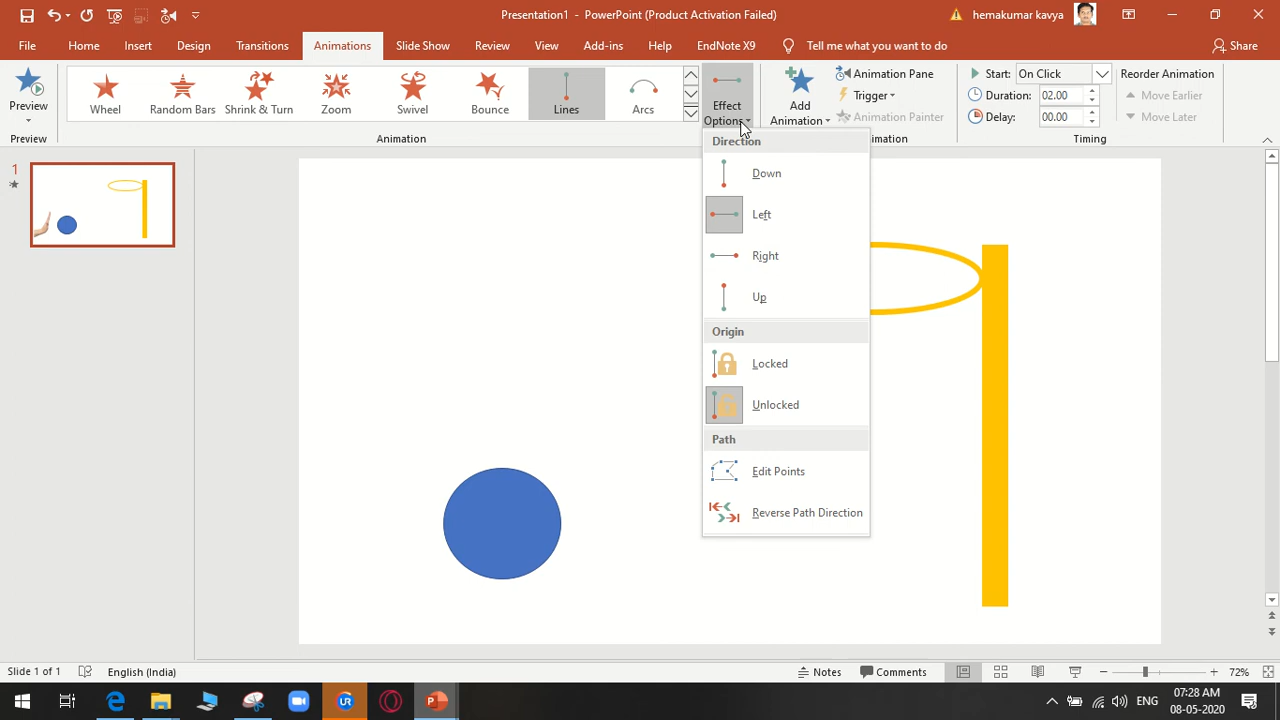 Presentation1 - PowerPoint (Product Activation Failed)
hemakumar kavya
File
Home
Insert
Design
Transitions
Animations
Slide Show
Review
View
Add-ins
Help
EndNote X9
Tell me what you want to do
Share
Preview
Preview
Wheel
Random Bars
Shrink & Turn
Zoom
Swivel
Bounce
Lines
Arcs
Animation
Effect
Options
Add
Animation
Animation Pane
Trigger
Animation Painter
Start: On Click
Duration: 02.00
Delay: 00.00
Reorder Animation
Move Earlier
Move Later
Timing
1
Direction
Down
Left
Right
Up
Origin
Locked
Unlocked
Path
Edit Points
Reverse Path Direction
Slide 1 of 1
English (India)
Notes
Comments
72%
UR
ENG
07:28 AM
08-05-2020